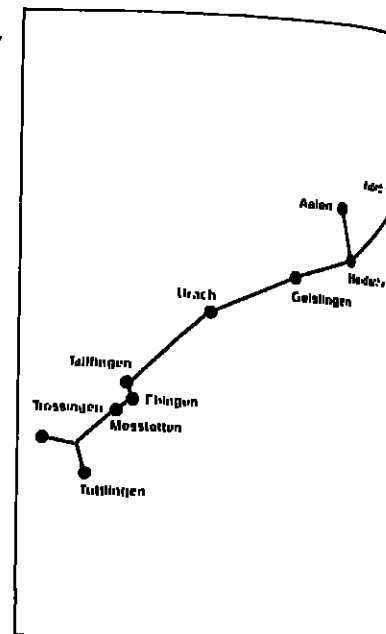 Aalen
Urach
Geislingen
Tailfingen
Ebingen
Trossingen
Messstetten
Tuttlingen